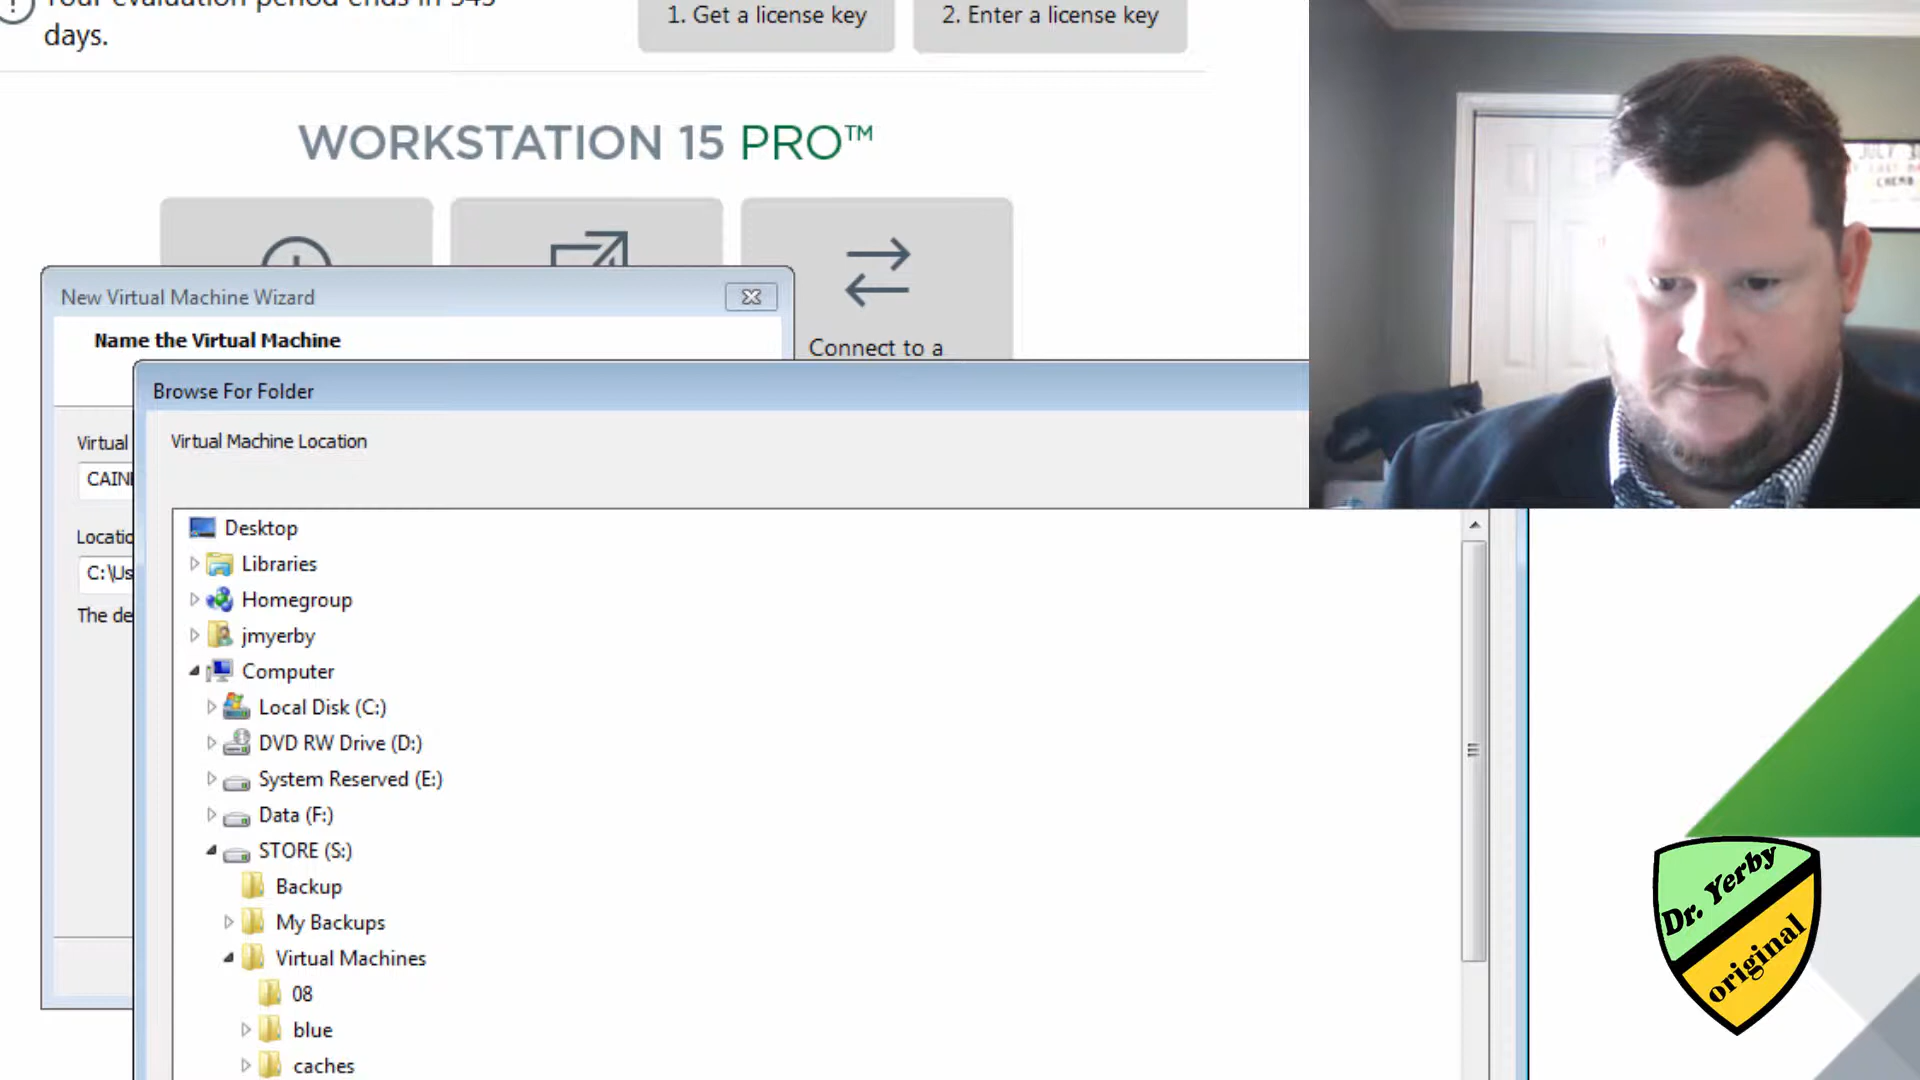 days.
1. Get a license key
2. Enter a license key
WORKSTATION 15 PRO™
Connect to a
New Virtual Machine Wizard
Name the Virtual Machine
Browse For Folder
Virtual Machine Location
Virtual
Desktop
Libraries
Homegroup
jmyerby
Computer
Local Disk (C:)
DVD RW Drive (D:)
System Reserved (E:)
Data (F:)
STORE (S:)
Backup
My Backups
Virtual Machines
08
blue
caches
C:\Us
The de
Dr. Yerby
original